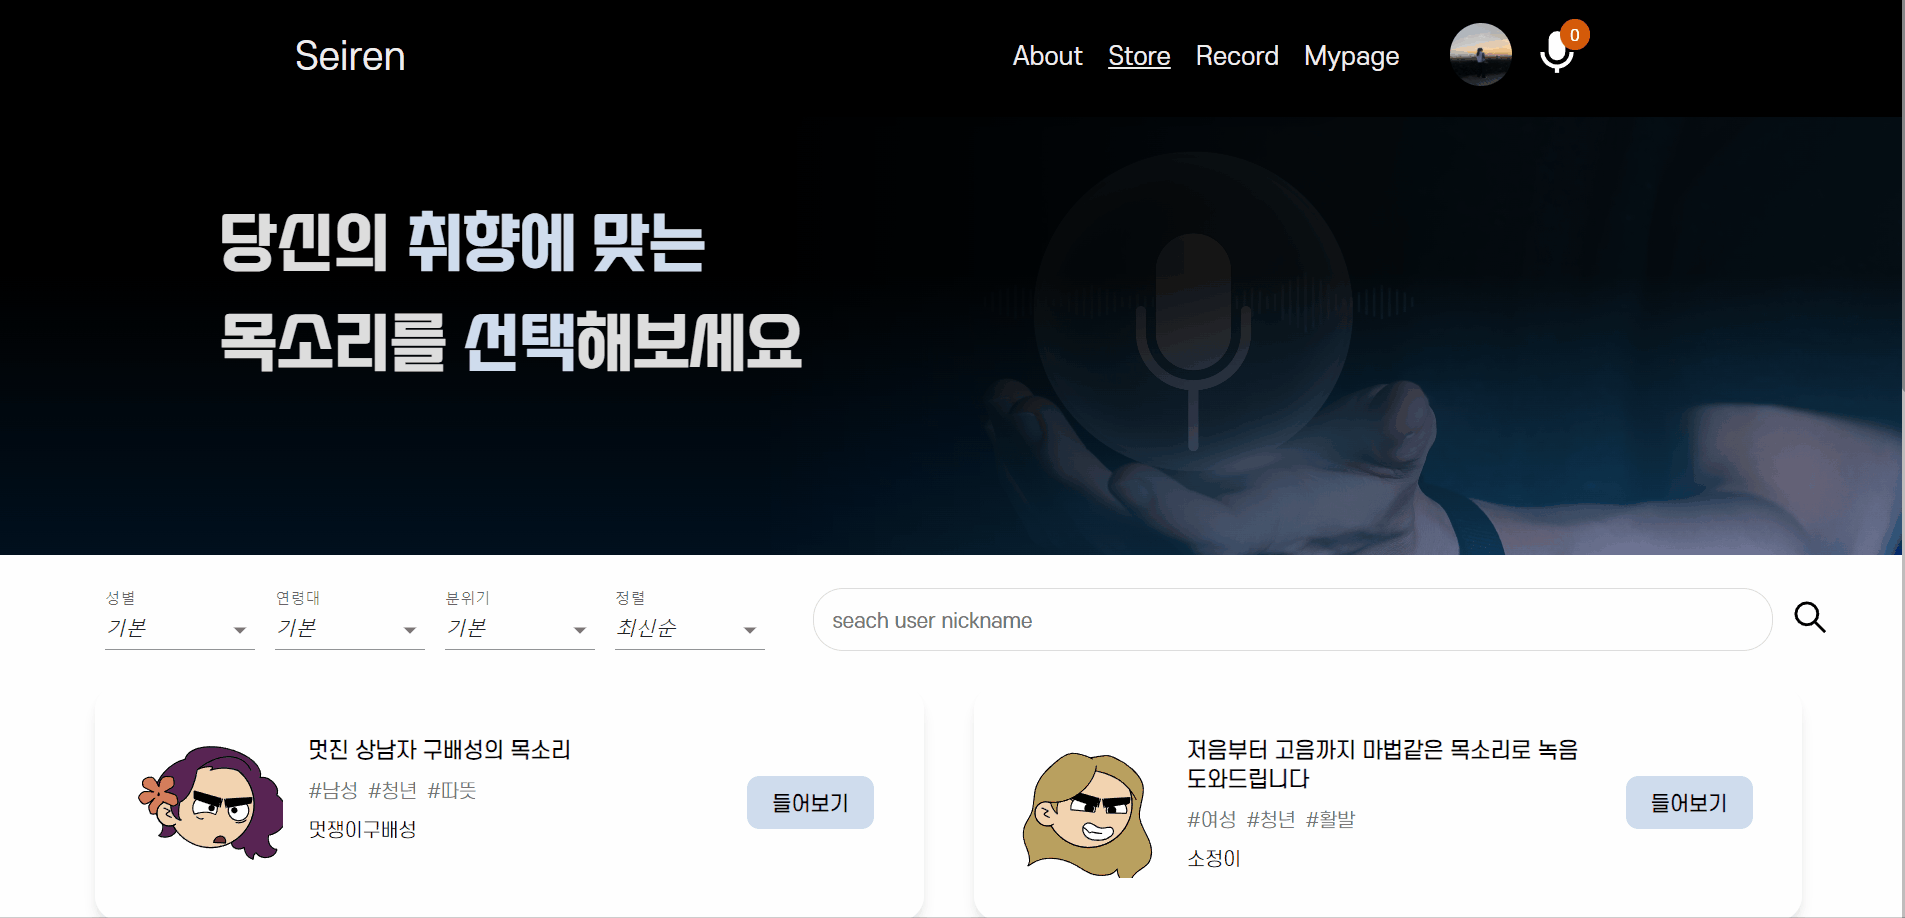 Seiren
About Store Record Mypage
0
당신의 취향에 맞는
목소리를 선택해보세요
성별 연령대 분위기 정렬
기본 기본 기본 최신순
seach user nickname
멋진 상남자 구배성의 목소리
#남성 #청년 #따뜻
멋쟁이구배성
들어보기
저음부터 고음까지 마법같은 목소리로 녹음
도와드립니다
#여성 #청년 #활발
소정이
들어보기